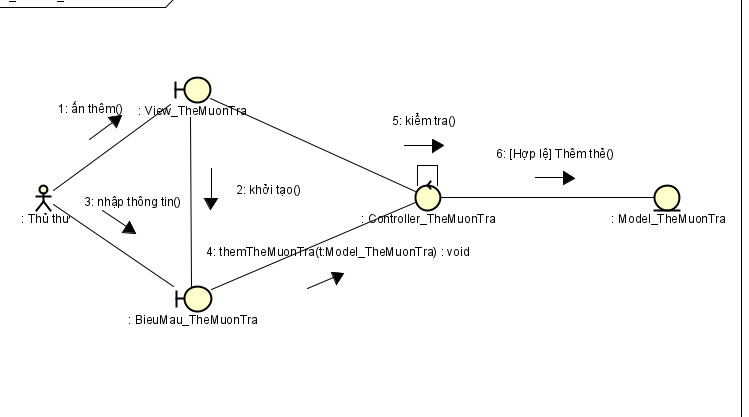 1: ấn thêm()
: View_TheMuonTra
5: kiểm tra()
6: [Hợp lệ] Thêm thẻ()
: Thủ thư
3: nhập thông tin()
2: khởi tạo()
: Controller_TheMuonTra
: Model_TheMuonTra
4: themTheMuonTra(t:Model_TheMuonTra) : void
: BieuMau_TheMuonTra